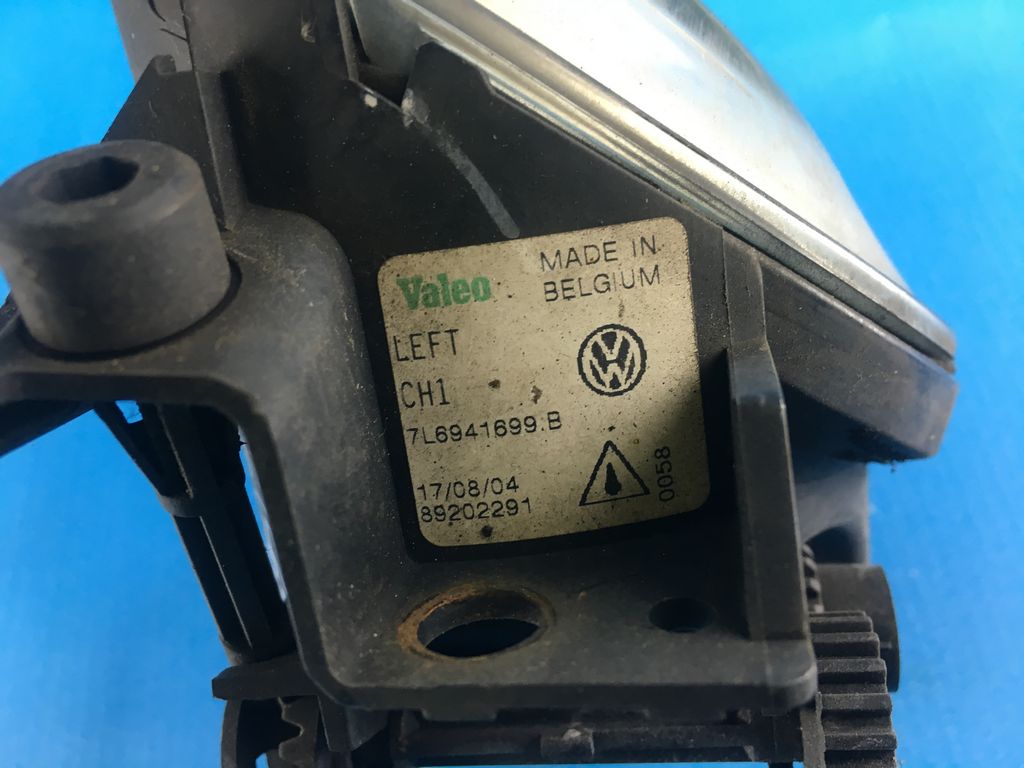 Valeo
MADE IN
BELGIUM
LEFT
CH1
7L6941699.B
17/08/04
89202291
0058